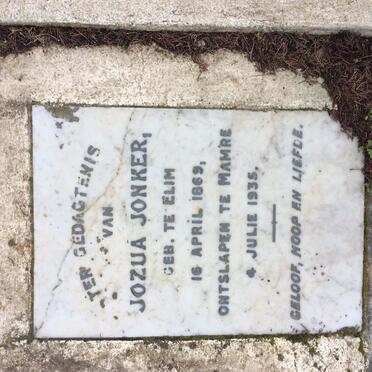 TER GEDAGTENIS
VAN
JOZUA JONKER,
GEB. TE ELIM
16 APRIL 1869,
ONTSLAPEN TE MAMRE
4 JULIE 1935.
GELOOF, HOOP EN LIEFDE.